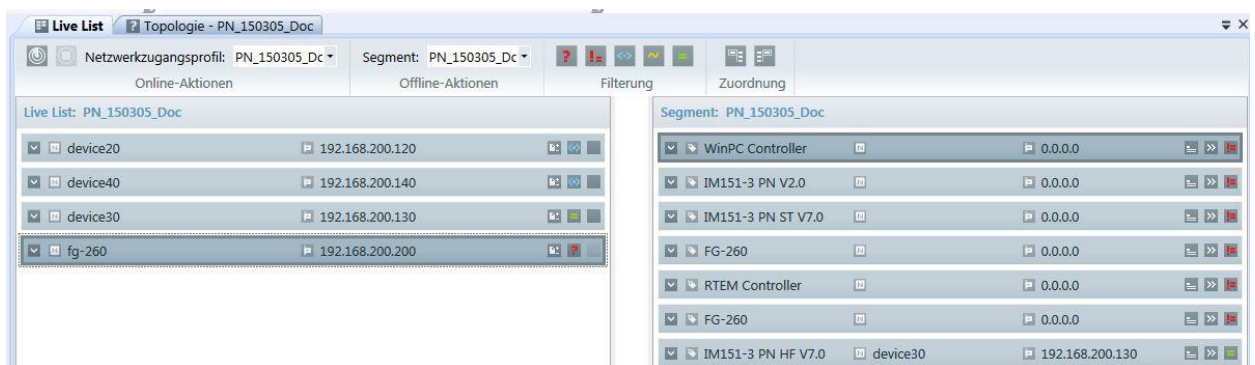 Live List Topologie - PN_150305_Doc
Netzwerkzugangsprofil: PN_150305_Dc Segment: PN_150305_Dc
Online-Aktionen Offline-Aktionen Filterung Zuordnung
Live List: PN_150305_Doc
device20 192.168.200.120
device40 192.168.200.140
device30 192.168.200.130
fg-260 192.168.200.200
Segment: PN_150305_Doc
WinPC Controller 0.0.0.0
IM151-3 PN V2.0 0.0.0.0
IM151-3 PN ST V7.0 0.0.0.0
FG-260 0.0.0.0
RTEM Controller 0.0.0.0
FG-260 0.0.0.0
IM151-3 PN HF V7.0 device30 192.168.200.130